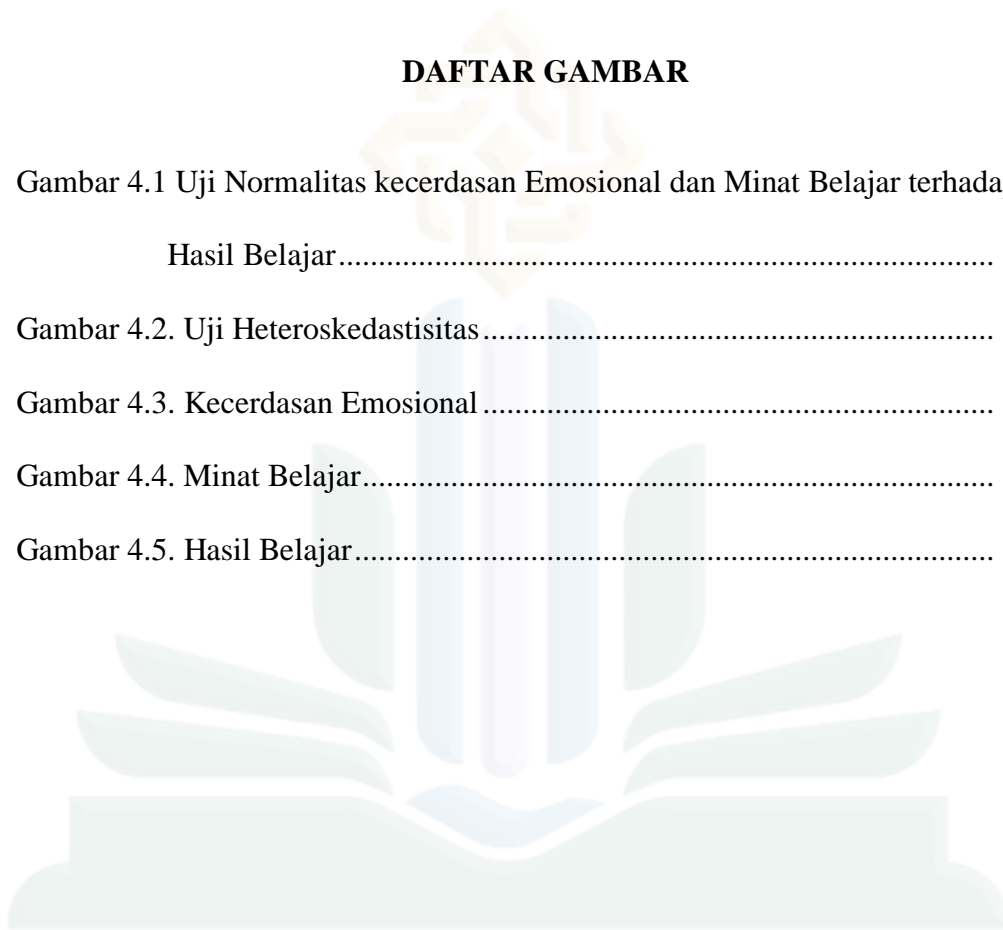 DAFTAR GAMBAR
Gambar 4.1 Uji Normalitas kecerdasan Emosional dan Minat Belajar terhada
Hasil Belajar..................................................................................
Gambar 4.2. Uji Heteroskedastisitas................................................................
Gambar 4.3. Kecerdasan Emosional................................................................
Gambar 4.4. Minat Belajar...............................................................................
Gambar 4.5. Hasil Belajar................................................................................